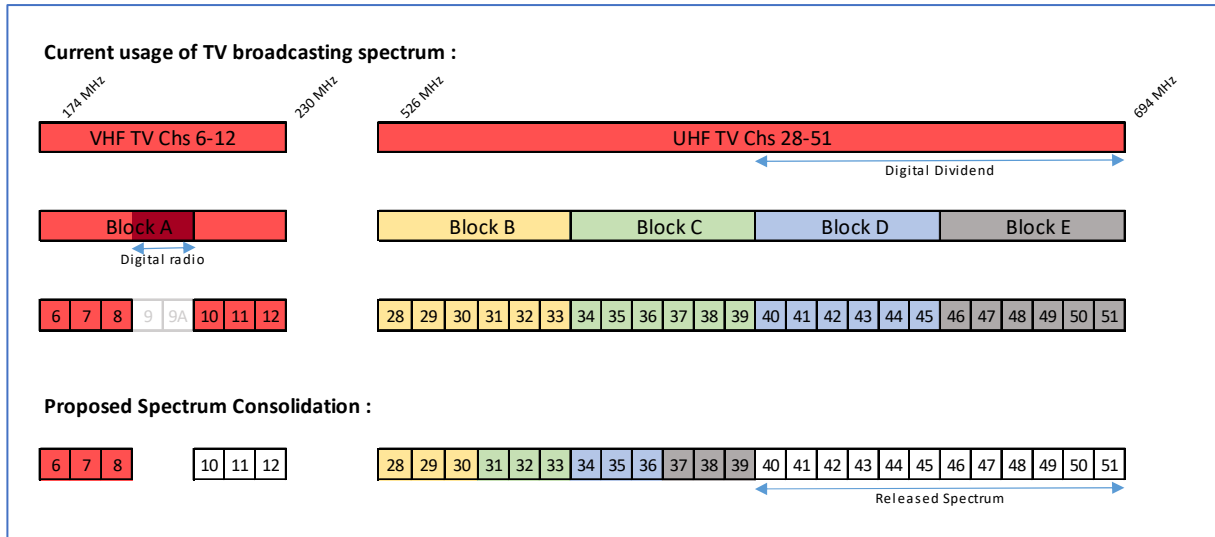 Current usage of TV broadcasting spectrum :
174 MHz 230 MHz 526 MHz 694 MHz
VHF TV Chs 6-12 UHF TV Chs 28-51
Digital Dividend
Block A Block B Block C Block D Block E
Digital radio
6 7 8 9 9A 10 11 12 28 29 30 31 32 33 34 35 36 37 38 39 40 41 42 43 44 45 46 47 48 49 50 51
Proposed Spectrum Consolidation :
6 7 8 10 11 12 28 29 30 31 32 33 34 35 36 37 38 39 40 41 42 43 44 45 46 47 48 49 50 51
Released Spectrum